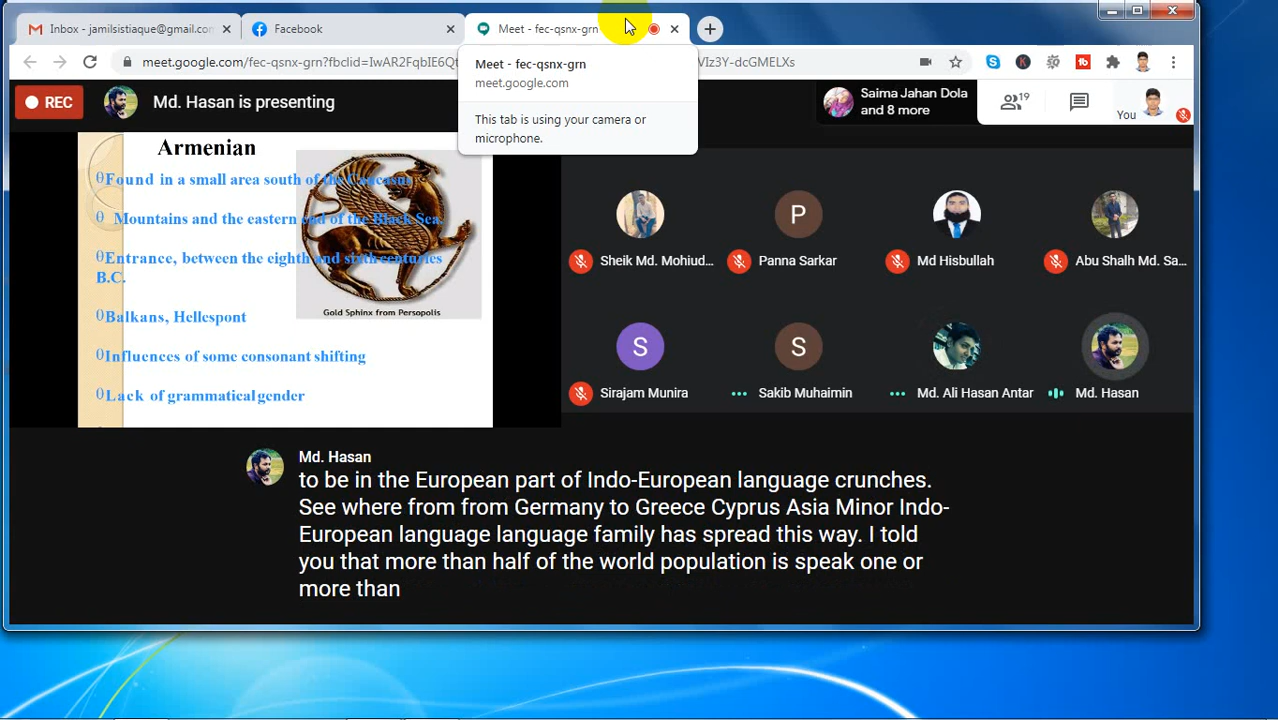 Inbox - jamilsistiaque@gmail.co
Facebook
Meet - fec-qsnx-grn
meet.google.com/fec-qsnx-grn?fbclid=IwAR2FqbIE6Qt
VIz3Y-dcGMELXs
Meet - fec-qsnx-grn
meet.google.com
This tab is using your camera or
microphone.
REC
Md. Hasan is presenting
Saima Jahan Dola
and 8 more
19
You
Armenian
θFound in a small area south of the Caucasus
θ Mountains and the eastern end of the Black Sea.
θEntrance, between the eighth and sixth centuries
B.C.
θBalkans, Hellespont
θInfluences of some consonant shifting
θLack of grammatical gender
Gold Sphinx from Persopolis
Sheik Md. Mohiud...
P
Panna Sarkar
Md Hisbullah
Abu Shalh Md. Sa...
S
Sirajam Munira
S
Sakib Muhaimin
Md. Ali Hasan Antar
Md. Hasan
Md. Hasan
to be in the European part of Indo-European language crunches.
See where from from Germany to Greece Cyprus Asia Minor Indo-
European language language family has spread this way. I told
you that more than half of the world population is speak one or
more than